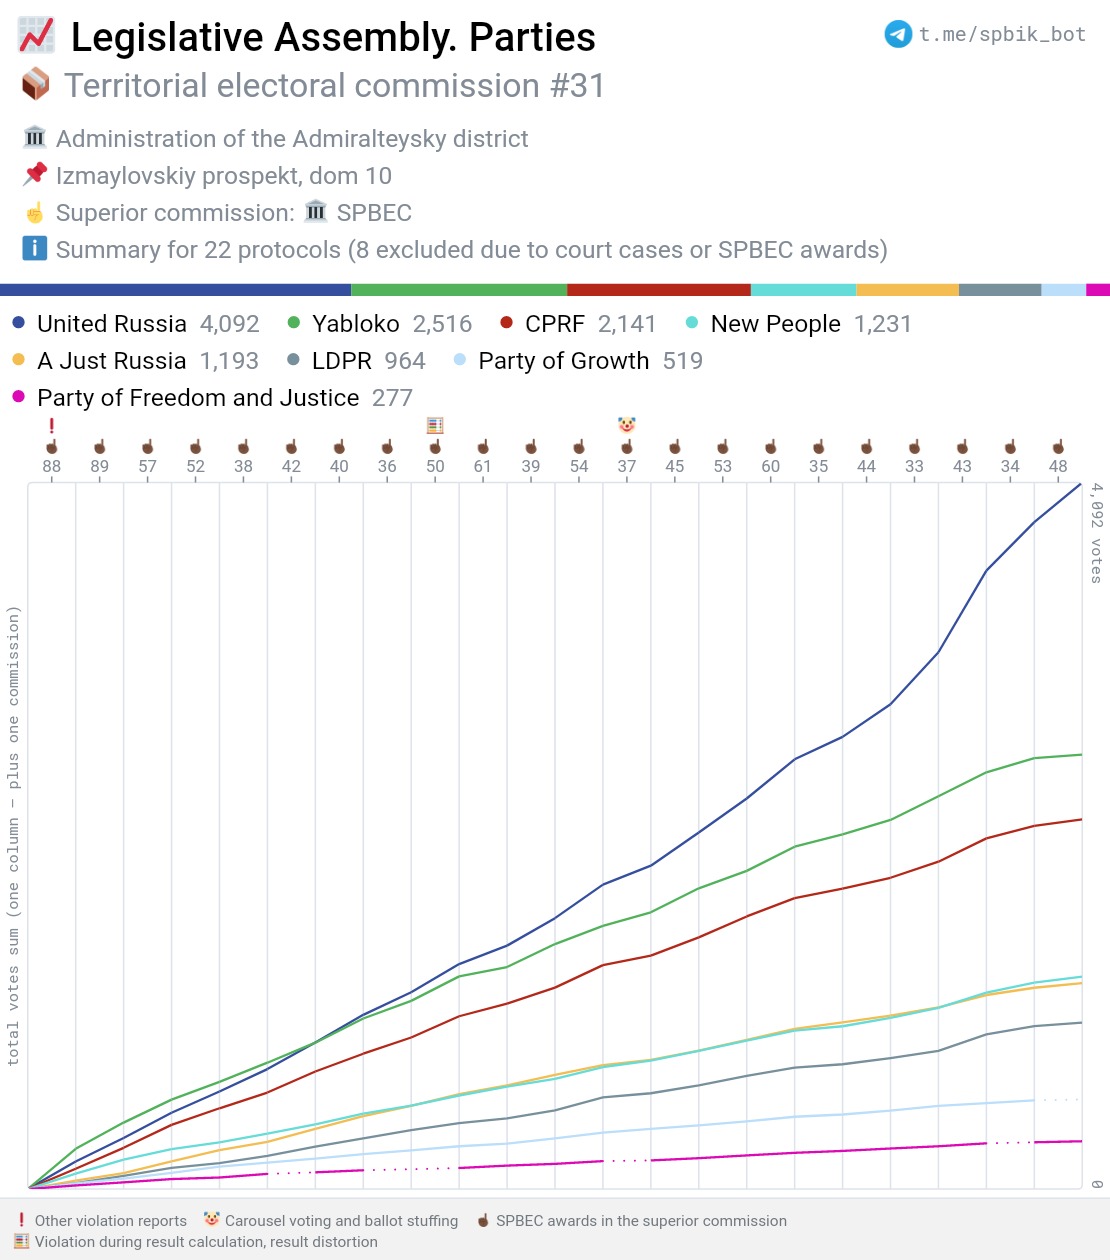 Legislative Assembly. Parties
t.me/spbik_bot
Territorial electoral commission #31
Administration of the Admiralteysky district
Izmaylovskiy prospekt, dom 10
Superior commission: SPBEC
Summary for 22 protocols (8 excluded due to court cases or SPBEC awards)
United Russia 4,092 Yabloko 2,516 CPRF 2,141 New People 1,231
A Just Russia 1,193 LDPR 964 Party of Growth 519
Party of Freedom and Justice 277
88 89 57 52 38 42 40 36 50 61 39 54 37 45 53 60 35 44 33 43 34 48
4,092 votes
total votes sum (one column – plus one commission)
0
Other violation reports Carousel voting and ballot stuffing SPBEC awards in the superior commission
Violation during result calculation, result distortion